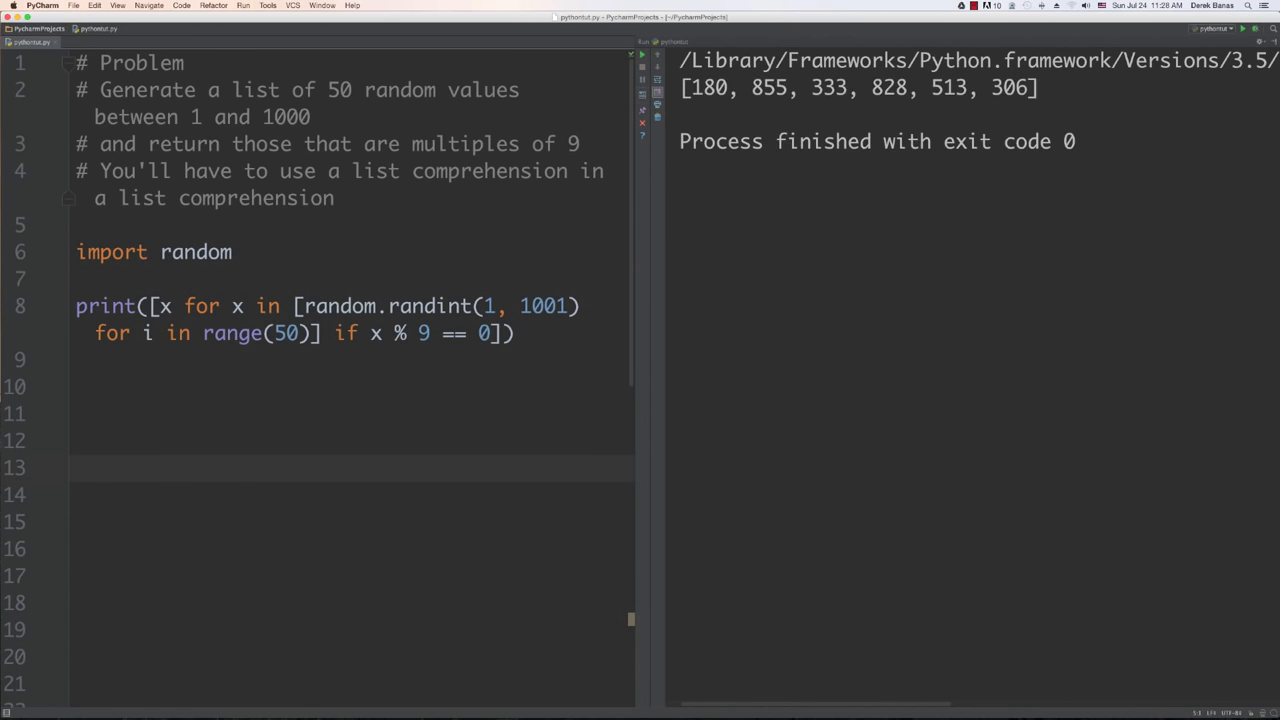 PyCharm File Edit View Navigate Code Refactor Run Tools VCS Window Help 10 Sun Jul 24 11:28 AM Derek Banas
pythontut.py - PycharmProjects - [~/PycharmProjects]
PycharmProjects pythontut.py pythontut
pythontut.py Run pythontut
1 # Problem
2 # Generate a list of 50 random values
between 1 and 1000
3 # and return those that are multiples of 9
4 # You'll have to use a list comprehension in
a list comprehension
5
6 import random
7
8 print([x for x in [random.randint(1, 1001)
for i in range(50)] if x % 9 == 0])
9
10
11
12
13
14
15
16
17
18
19
20
21
/Library/Frameworks/Python.framework/Versions/3.5/
[180, 855, 333, 828, 513, 306]
Process finished with exit code 0
5:1 LF÷ UTF-8÷